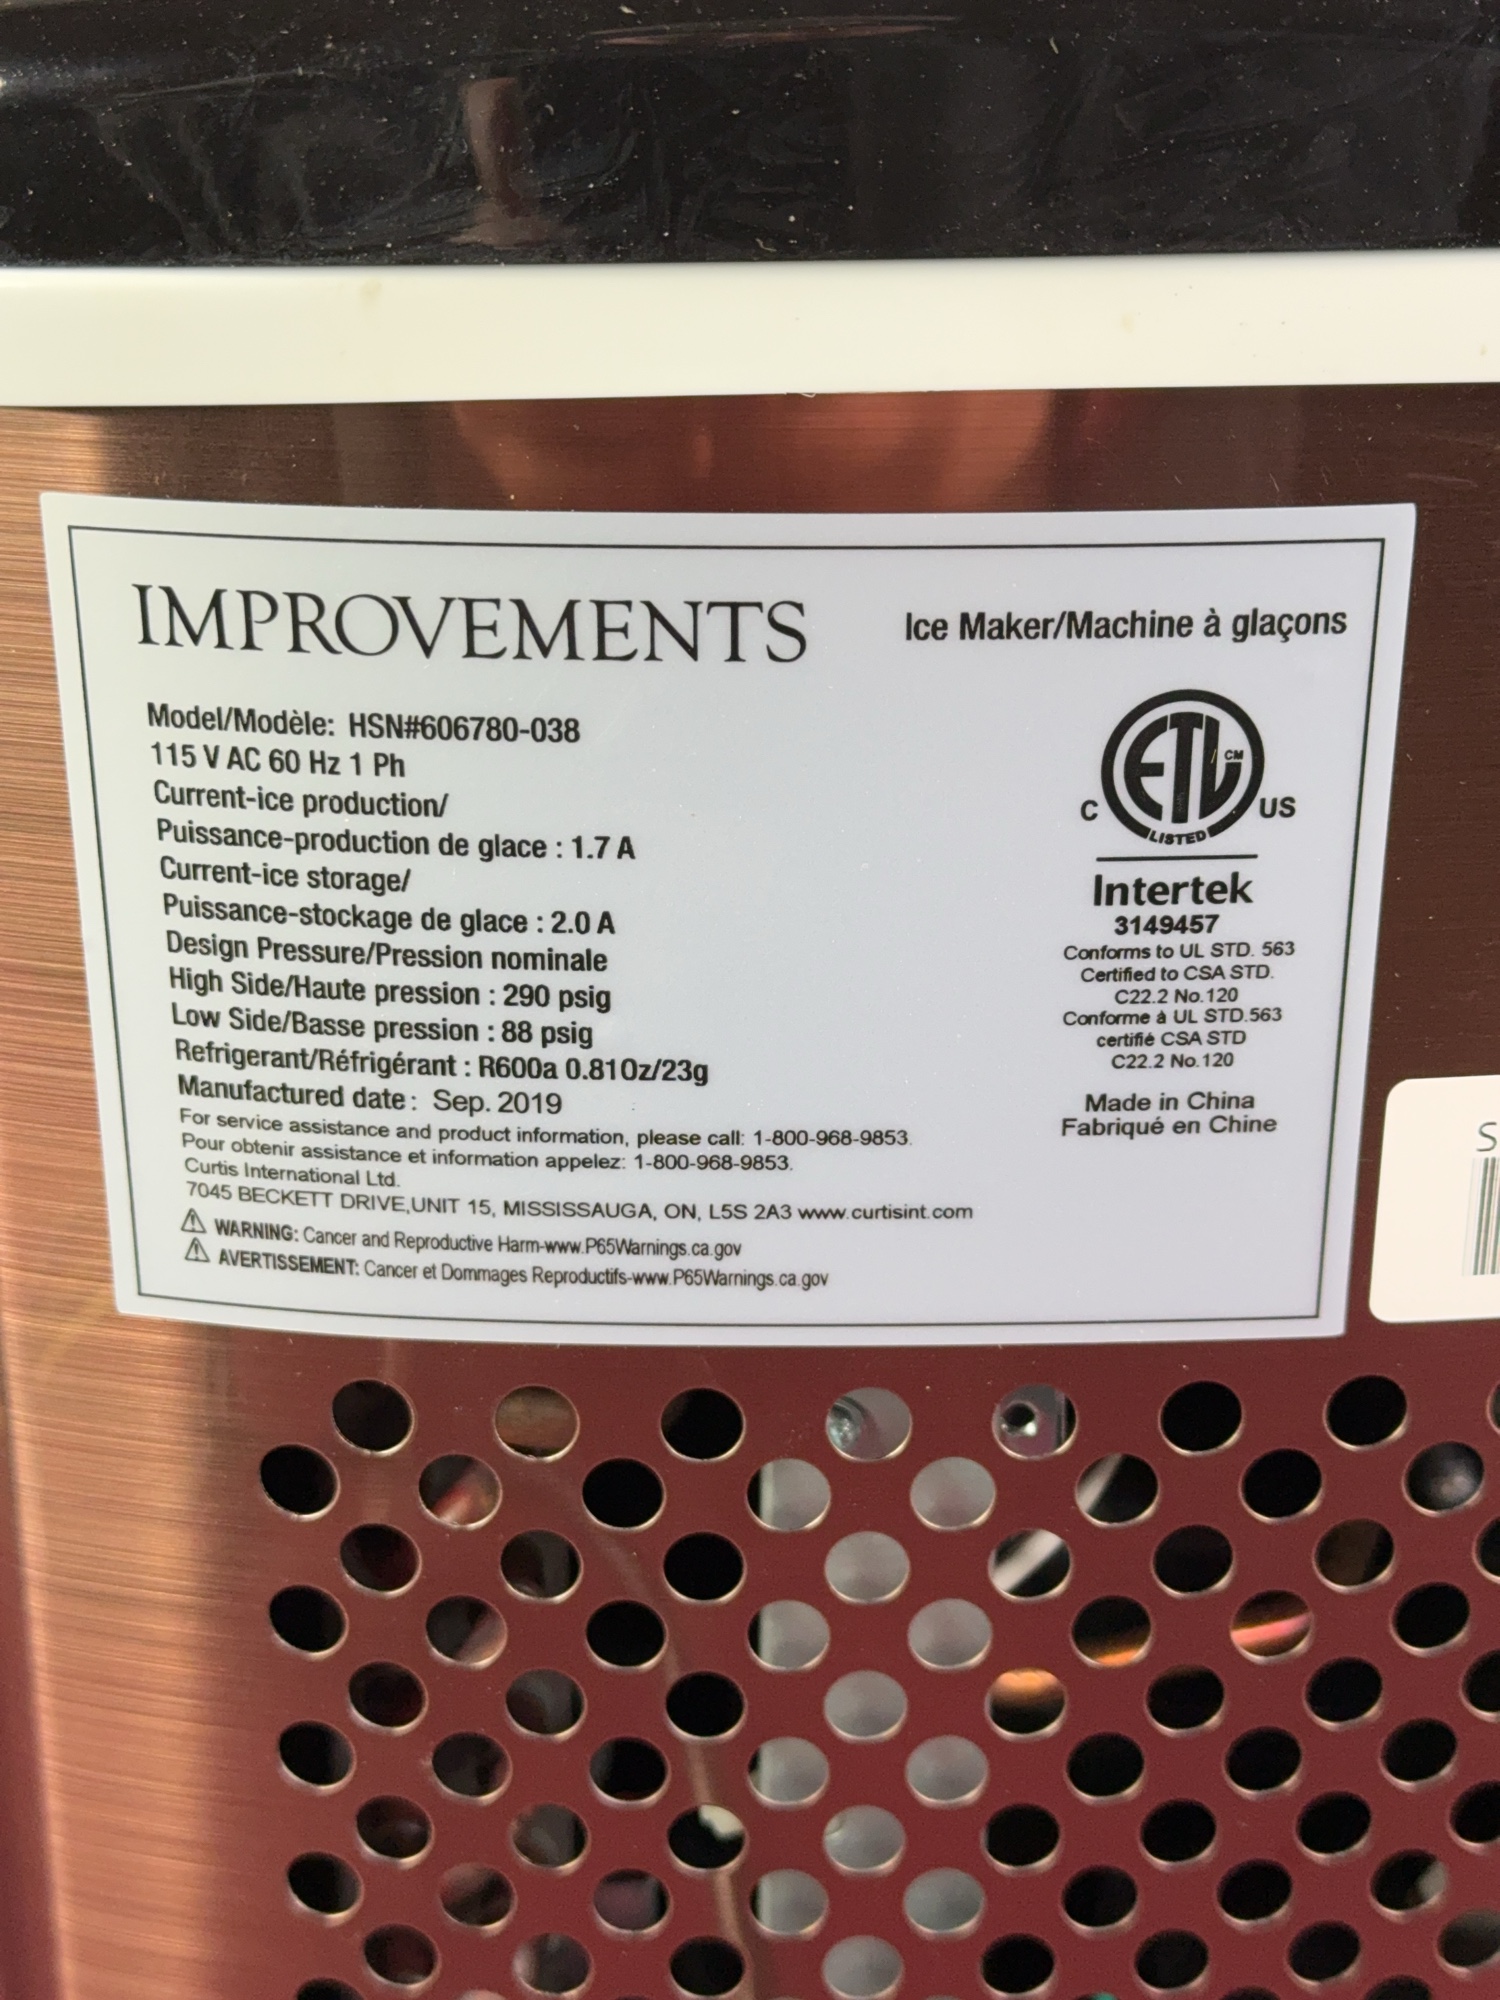 IMPROVEMENTS
Ice Maker/Machine à glaçons
Model/Modèle: HSN#606780-038
115 V AC 60 Hz 1 Ph
Current-ice production/
Puissance-production de glace : 1.7 A
Current-ice storage/
Puissance-stockage de glace : 2.0 A
Design Pressure/Pression nominale
High Side/Haute pression : 290 psig
Low Side/Basse pression : 88 psig
Refrigerant/Réfrigérant : R600a 0.81Oz/23g
Manufactured date : Sep. 2019
For service assistance and product information, please call: 1-800-968-9853.
Pour obtenir assistance et information appelez: 1-800-968-9853.
Curtis International Ltd.
7045 BECKETT DRIVE,UNIT 15, MISSISSAUGA, ON, L5S 2A3 www.curtisint.com
WARNING: Cancer and Reproductive Harm-www.P65Warnings.ca.gov
AVERTISSEMENT: Cancer et Dommages Reproductifs-www.P65Warnings.ca.gov
ETL CM
C US
LISTED
Intertek
3149457
Conforms to UL STD. 563
Certified to CSA STD.
C22.2 No.120
Conforme à UL STD.563
certifié CSA STD
C22.2 No.120
Made in China
Fabriqué en Chine
S